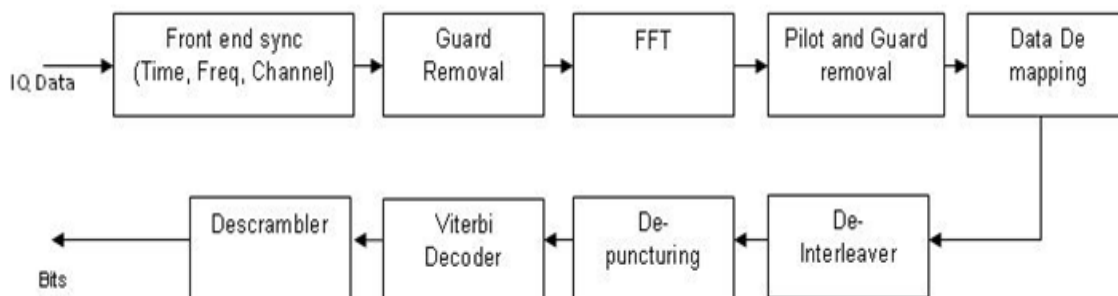 IQ Data
Front end sync
(Time, Freq, Channel)
Guard
Removal
FFT
Pilot and Guard
removal
Data De
mapping
De-
Interleaver
De-
puncturing
Viterbi
Decoder
Descrambler
Bits